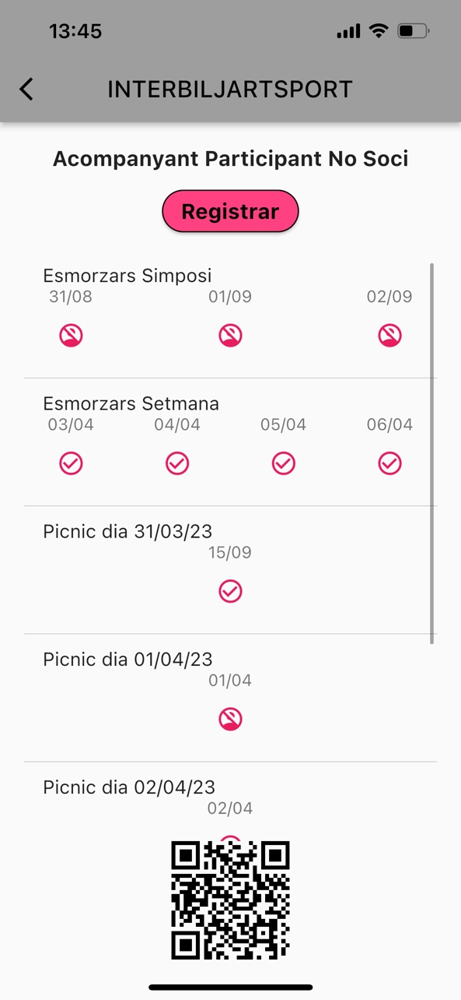 13:45
INTERBILJARTSPORT
Acompanyant Participant No Soci
Registrar
Esmorzars Simposi
31/08 01/09 02/09
Esmorzars Setmana
03/04 04/04 05/04 06/04
Picnic dia 31/03/23
15/09
Picnic dia 01/04/23
01/04
Picnic dia 02/04/23
02/04